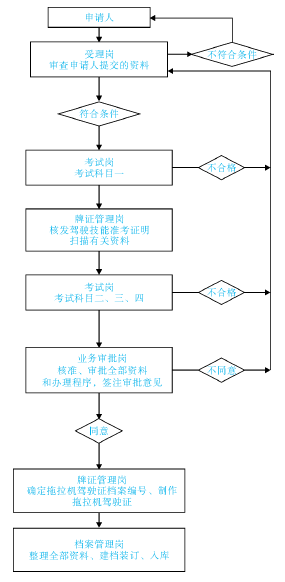 申请人
受理岗
审查申请人提交的资料
不符合条件
符合条件
考试岗
考试科目一
不合格
牌证管理岗
核发驾驶技能准考证明
扫描有关资料
考试岗
考试科目二、三、四
不合格
业务审批岗
核准、审批全部资料
和办理程序，签注审批意见
不同意
同意
牌证管理岗
确定拖拉机驾驶证档案编号、制作
拖拉机驾驶证
档案管理岗
整理全部资料、建档装订、入库